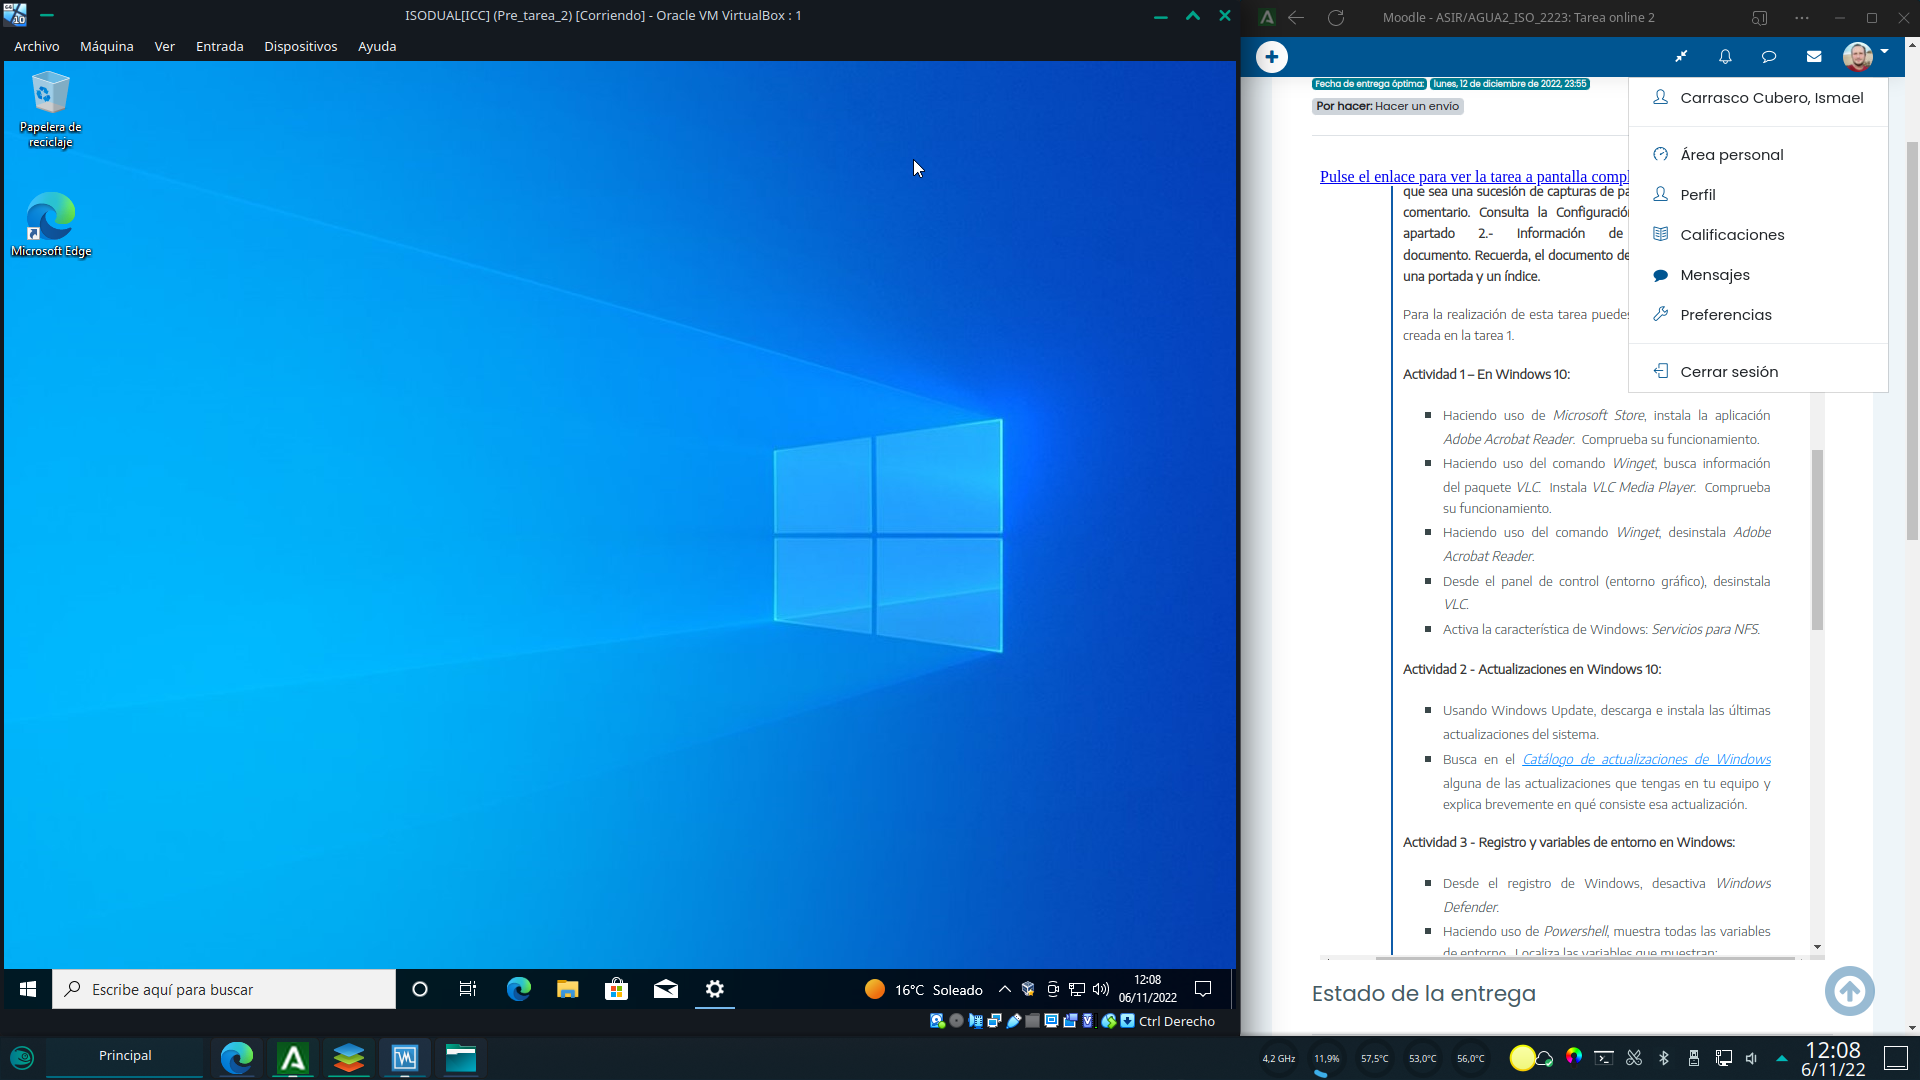 ISODUAL[ICC] (Pre_tarea_2) [Corriendo] - Oracle VM VirtualBox : 1
Archivo Máquina Ver Entrada Dispositivos Ayuda
Papelera de
reciclaje
Microsoft Edge
Escribe aquí para buscar
16°C Soleado
12:08
06/11/2022
Ctrl Derecho
Moodle - ASIR/AGUA2_ISO_2223: Tarea online 2
Fecha de entrega óptima: lunes, 12 de diciembre de 2022, 23:55
Por hacer: Hacer un envío
Pulse el enlace para ver la tarea a pantalla compl
que sea una sucesión de capturas de pa
comentario. Consulta la Configuración
apartado 2.- Información de
documento. Recuerda, el documento de
una portada y un índice.
Para la realización de esta tarea puedes
creada en la tarea 1.
Carrasco Cubero, Ismael
Área personal
Perfil
Calificaciones
Mensajes
Preferencias
Cerrar sesión
Actividad 1 – En Windows 10:
Haciendo uso de Microsoft Store, instala la aplicación
Adobe Acrobat Reader. Comprueba su funcionamiento.
Haciendo uso del comando Winget, busca información
del paquete VLC. Instala VLC Media Player. Comprueba
su funcionamiento.
Haciendo uso del comando Winget, desinstala Adobe
Acrobat Reader.
Desde el panel de control (entorno gráfico), desinstala
VLC.
Activa la característica de Windows: Servicios para NFS.
Actividad 2 - Actualizaciones en Windows 10:
Usando Windows Update, descarga e instala las últimas
actualizaciones del sistema.
Busca en el Catálogo de actualizaciones de Windows
alguna de las actualizaciones que tengas en tu equipo y
explica brevemente en qué consiste esa actualización.
Actividad 3 - Registro y variables de entorno en Windows:
Desde el registro de Windows, desactiva Windows
Defender.
Haciendo uso de Powershell, muestra todas las variables
de entorno. Localiza las variables que muestran:
Estado de la entrega
Principal
4,2 GHz 11,9% 57,5°C 53,0°C 56,0°C
12:08
6/11/22